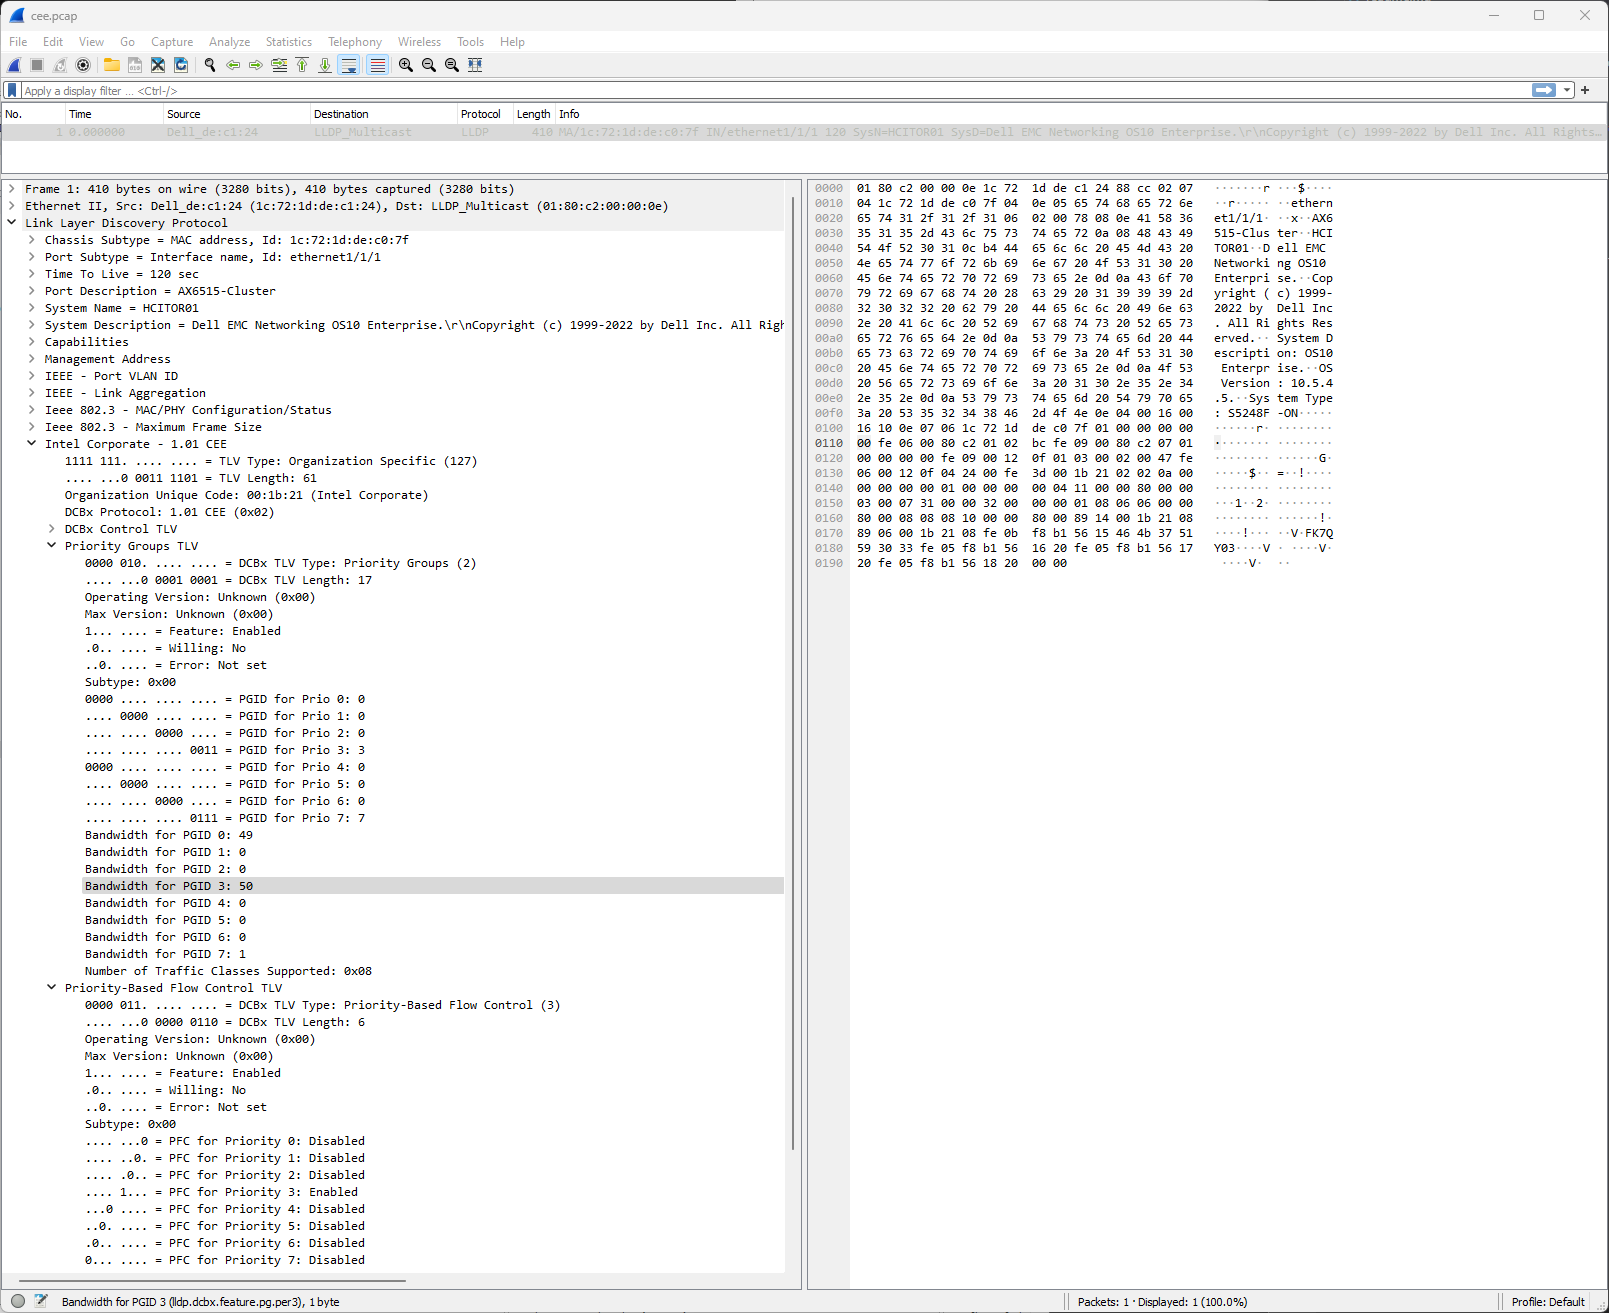 cee.pcap
File Edit View Go Capture Analyze Statistics Telephony Wireless Tools Help
Apply a display filter ... <Ctrl-/>
No. Time Source Destination Protocol Length Info
1 0.000000 Dell_de:c1:24 LLDP_Multicast LLDP 410 MA/1c:72:1d:de:c0:7f IN/ethernet1/1/1 120 SysN=HCITOR01 SysD=Dell EMC Networking OS10 Enterprise.\r\nCopyright (c) 1999-2022 by Dell Inc. All Rights...
Frame 1: 410 bytes on wire (3280 bits), 410 bytes captured (3280 bits)
Ethernet II, Src: Dell_de:c1:24 (1c:72:1d:de:c1:24), Dst: LLDP_Multicast (01:80:c2:00:00:0e)
Link Layer Discovery Protocol
Chassis Subtype = MAC address, Id: 1c:72:1d:de:c0:7f
Port Subtype = Interface name, Id: ethernet1/1/1
Time To Live = 120 sec
Port Description = AX6515-Cluster
System Name = HCITOR01
System Description = Dell EMC Networking OS10 Enterprise.\r\nCopyright (c) 1999-2022 by Dell Inc. All Righ
Capabilities
Management Address
IEEE - Port VLAN ID
IEEE - Link Aggregation
Ieee 802.3 - MAC/PHY Configuration/Status
Ieee 802.3 - Maximum Frame Size
Intel Corporate - 1.01 CEE
1111 111. .... .... = TLV Type: Organization Specific (127)
.... ...0 0011 1101 = TLV Length: 61
Organization Unique Code: 00:1b:21 (Intel Corporate)
DCBx Protocol: 1.01 CEE (0x02)
DCBx Control TLV
Priority Groups TLV
0000 010. .... .... = DCBx TLV Type: Priority Groups (2)
.... ...0 0001 0001 = DCBx TLV Length: 17
Operating Version: Unknown (0x00)
Max Version: Unknown (0x00)
1... .... = Feature: Enabled
.0.. .... = Willing: No
..0. .... = Error: Not set
Subtype: 0x00
0000 .... .... .... = PGID for Prio 0: 0
.... 0000 .... .... = PGID for Prio 1: 0
.... .... 0000 .... = PGID for Prio 2: 0
.... .... .... 0011 = PGID for Prio 3: 3
0000 .... .... .... = PGID for Prio 4: 0
.... 0000 .... .... = PGID for Prio 5: 0
.... .... 0000 .... = PGID for Prio 6: 0
.... .... .... 0111 = PGID for Prio 7: 7
Bandwidth for PGID 0: 49
Bandwidth for PGID 1: 0
Bandwidth for PGID 2: 0
Bandwidth for PGID 3: 50
Bandwidth for PGID 4: 0
Bandwidth for PGID 5: 0
Bandwidth for PGID 6: 0
Bandwidth for PGID 7: 1
Number of Traffic Classes Supported: 0x08
Priority-Based Flow Control TLV
0000 011. .... .... = DCBx TLV Type: Priority-Based Flow Control (3)
.... ...0 0000 0110 = DCBx TLV Length: 6
Operating Version: Unknown (0x00)
Max Version: Unknown (0x00)
1... .... = Feature: Enabled
.0.. .... = Willing: No
..0. .... = Error: Not set
Subtype: 0x00
.... ...0 = PFC for Priority 0: Disabled
.... ..0. = PFC for Priority 1: Disabled
.... .0.. = PFC for Priority 2: Disabled
.... 1... = PFC for Priority 3: Enabled
...0 .... = PFC for Priority 4: Disabled
..0. .... = PFC for Priority 5: Disabled
.0.. .... = PFC for Priority 6: Disabled
0... .... = PFC for Priority 7: Disabled
0000 01 80 c2 00 00 0e 1c 72 1d de c1 24 88 cc 02 07 ·······r ···$····
0010 04 1c 72 1d de c0 7f 04 0e 05 65 74 68 65 72 6e ··r····· ··ethern
0020 65 74 31 2f 31 2f 31 06 02 00 78 08 0e 41 58 36 et1/1/1· ··x··AX6
0030 35 31 35 2d 43 6c 75 73 74 65 72 0a 08 48 43 49 515-Clus ter··HCI
0040 54 4f 52 30 31 0c b4 44 65 6c 6c 20 45 4d 43 20 TOR01··D ell EMC
0050 4e 65 74 77 6f 72 6b 69 6e 67 20 4f 53 31 30 20 Networki ng OS10
0060 45 6e 74 65 72 70 72 69 73 65 2e 0d 0a 43 6f 70 Enterpri se.··Cop
0070 79 72 69 67 68 74 20 28 63 29 20 31 39 39 39 2d yright ( c) 1999-
0080 32 30 32 32 20 62 79 20 44 65 6c 6c 20 49 6e 63 2022 by Dell Inc
0090 2e 20 41 6c 6c 20 52 69 67 68 74 73 20 52 65 73 . All Ri ghts Res
00a0 65 72 76 65 64 2e 0d 0a 53 79 73 74 65 6d 20 44 erved.·· System D
00b0 65 73 63 72 69 70 74 69 6f 6e 3a 20 4f 53 31 30 escripti on: OS10
00c0 20 45 6e 74 65 72 70 72 69 73 65 2e 0d 0a 4f 53 Enterpr ise.··OS
00d0 20 56 65 72 73 69 6f 6e 3a 20 31 30 2e 35 2e 34 Version : 10.5.4
00e0 2e 35 2e 0d 0a 53 79 73 74 65 6d 20 54 79 70 65 .5.··Sys tem Type
00f0 3a 20 53 35 32 34 38 46 2d 4f 4e 0e 04 00 16 00 : S5248F -ON·····
0100 16 10 0e 07 06 1c 72 1d de c0 7f 01 00 00 00 00 ······r· ········
0110 00 fe 06 00 80 c2 01 02 bc fe 09 00 80 c2 07 01 ········ ········
0120 00 00 00 00 fe 09 00 12 0f 01 03 00 02 00 47 fe ········ ······G·
0130 06 00 12 0f 04 24 00 fe 3d 00 1b 21 02 02 0a 00 ·····$·· =··!····
0140 00 00 00 00 01 00 00 00 00 04 11 00 00 80 00 00 ········ ········
0150 03 00 07 31 00 00 32 00 00 00 01 08 06 06 00 00 ···1··2· ········
0160 80 00 08 08 08 10 00 00 80 00 89 14 00 1b 21 08 ········ ······!·
0170 89 06 00 1b 21 08 fe 0b f8 b1 56 15 46 4b 37 51 ····!··· ··V·FK7Q
0180 59 30 33 fe 05 f8 b1 56 16 20 fe 05 f8 b1 56 17 Y03····V · ····V·
0190 20 fe 05 f8 b1 56 18 20 00 00 ····V· ··
Bandwidth for PGID 3 (lldp.dcbx.feature.pg.per3), 1 byte Packets: 1 · Displayed: 1 (100.0%) Profile: Default